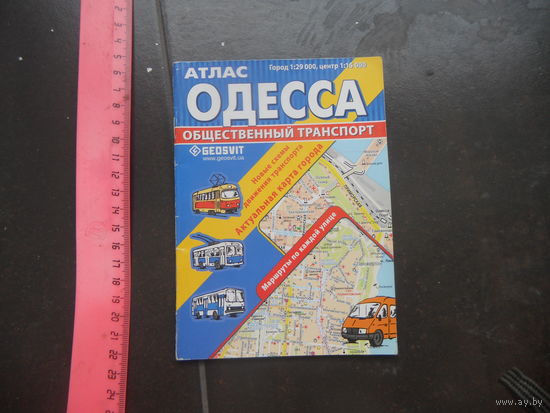 АТЛАС
Город 1:29 000, центр 1:16 000
ОДЕССА
ОБЩЕСТВЕННЫЙ ТРАНСПОРТ
GEOSVIT
www.geosvit.ua
Новые схемы
движения транспорта
Актуальная карта города
Маршруты по каждой улице
www.ay.by